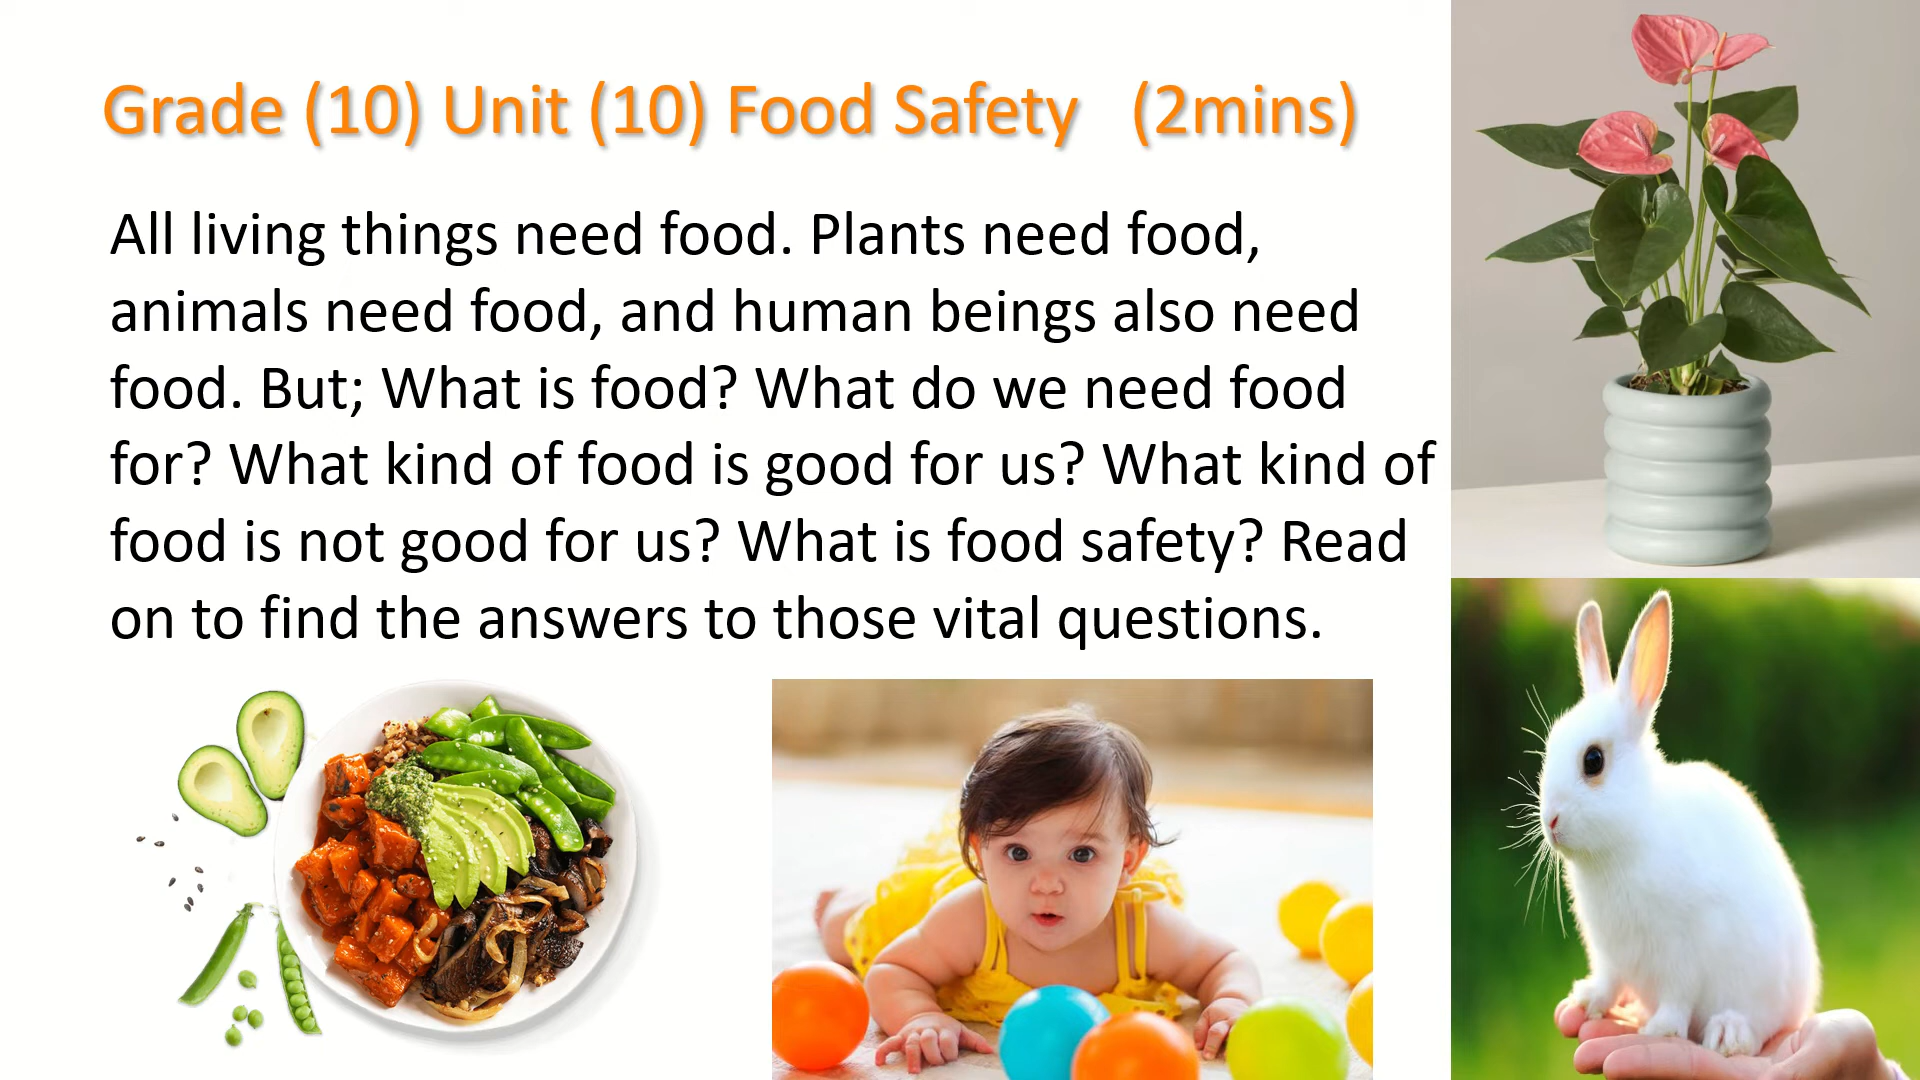 Grade (10) Unit (10) Food Safety (2mins)
All living things need food. Plants need food,
animals need food, and human beings also need
food. But; What is food? What do we need food
for? What kind of food is good for us? What kind of
food is not good for us? What is food safety? Read
on to find the answers to those vital questions.